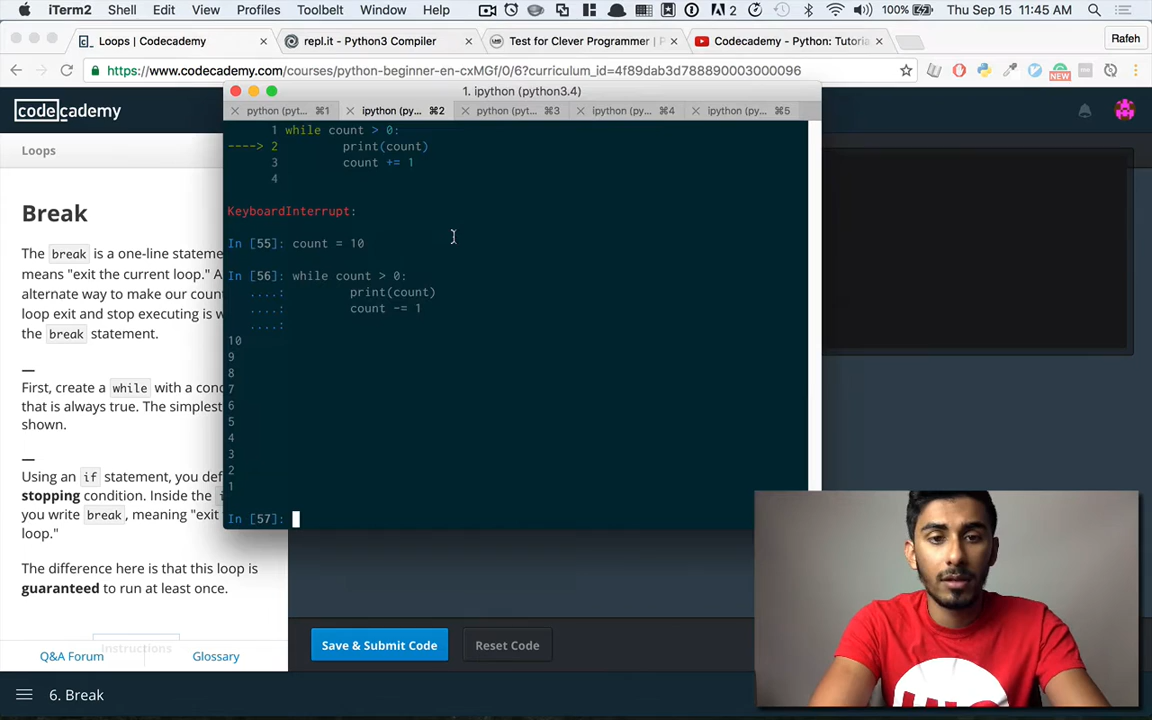 iTerm2 Shell Edit View Profiles Toolbelt Window Help 2 100% Thu Sep 15 11:45 AM
Loops | Codecademy repl.it - Python3 Compiler Test for Clever Programmer | P Codecademy - Python: Tutoria Rafeh
https://www.codecademy.com/courses/python-beginner-en-cxMGf/0/6?curriculum_id=4f89dab3d788890003000096
NEW
1. ipython (python3.4)
codecademy
python (pyt... ⌘1 ipython (py... ⌘2 python (pyt... ⌘3 ipython (py... ⌘4 ipython (py... ⌘5
Loops
Break
The break is a one-line stateme
means "exit the current loop." A
alternate way to make our coun
loop exit and stop executing is w
the break statement.
First, create a while with a con
that is always true. The simplest
shown.
Using an if statement, you def
stopping condition. Inside the i
you write break, meaning "exit
loop."
The difference here is that this loop is
guaranteed to run at least once.
Instructions
Q&A Forum Glossary
6. Break
1 while count > 0:
----> 2 print(count)
3 count += 1
4
KeyboardInterrupt:
In [55]: count = 10
In [56]: while count > 0:
....: print(count)
....: count -= 1
....:
10
9
8
7
6
5
4
3
2
1
In [57]:
Save & Submit Code Reset Code